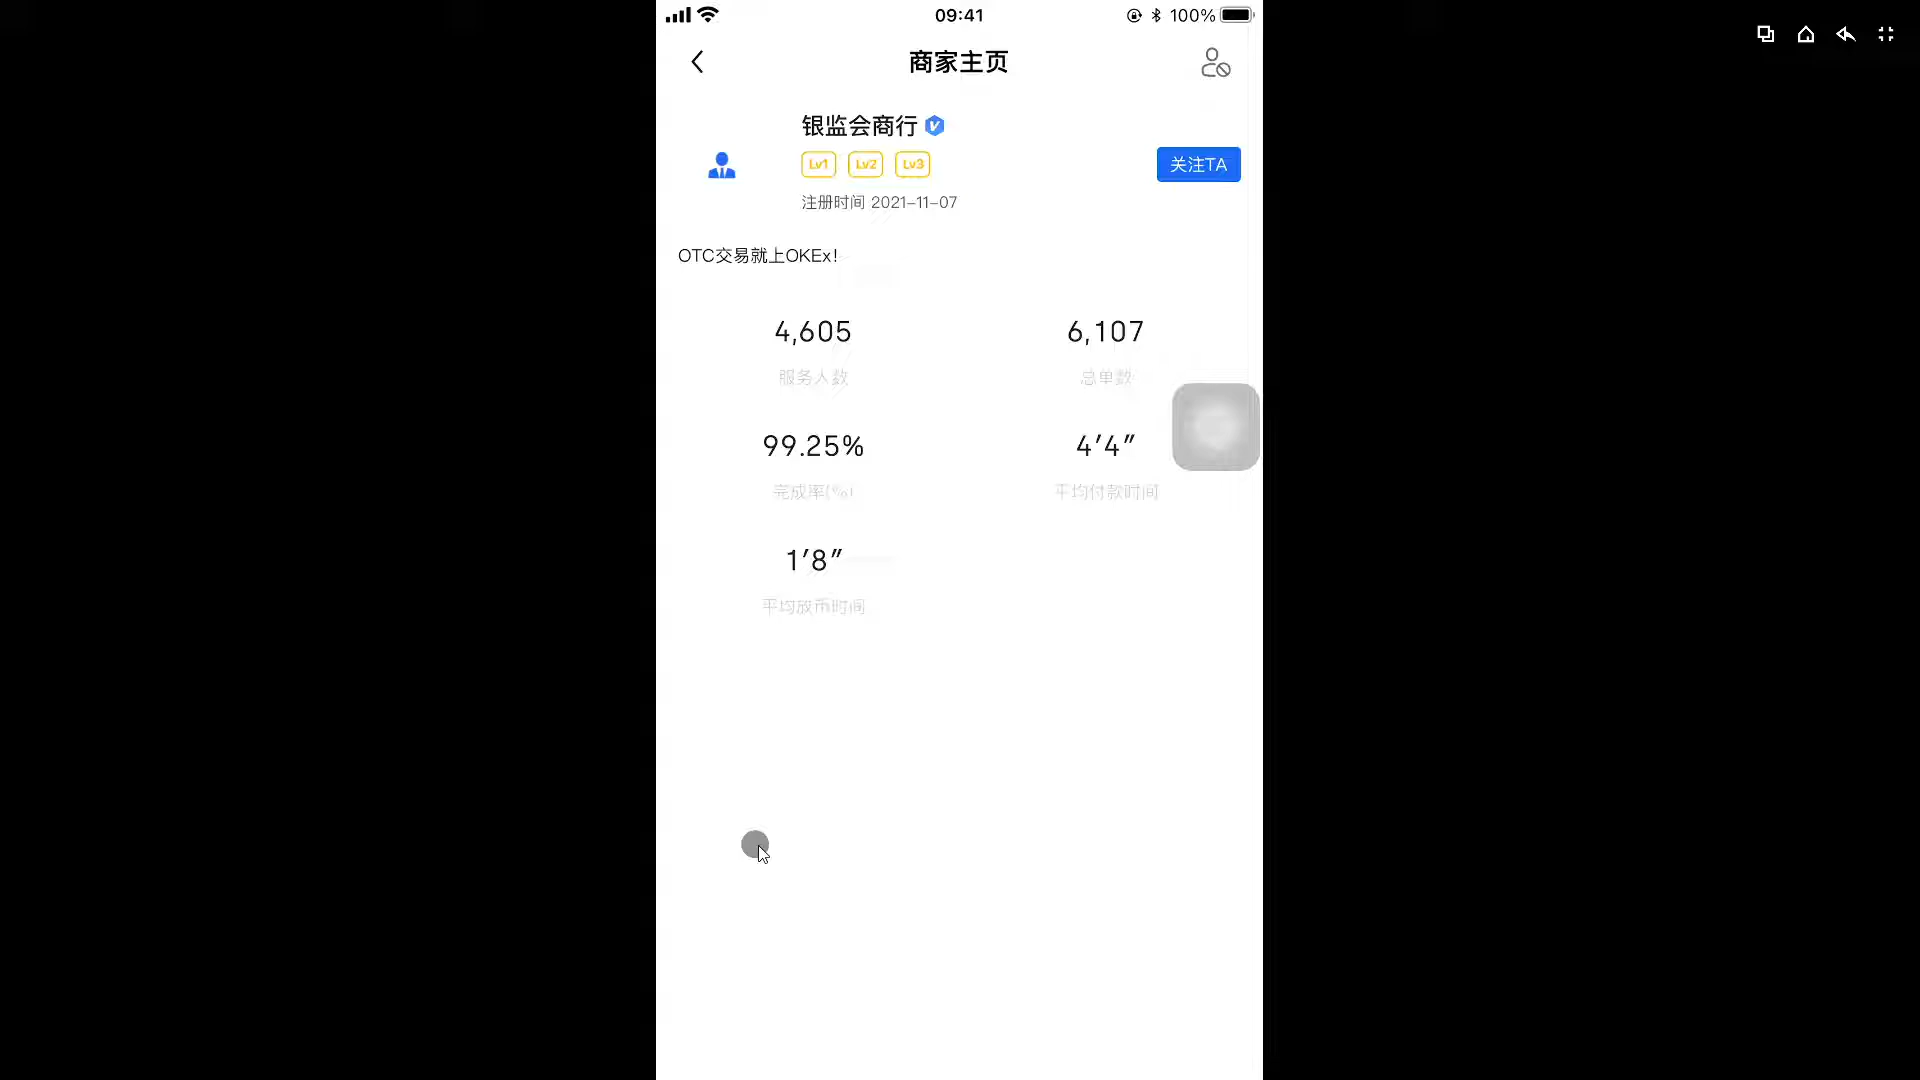 09:41
100%
商家主页
银监会商行
Lv1 Lv2 Lv3
关注TA
注册时间 2021-11-07
OTC交易就上OKEx!
4,605
6,107
服务人数
总单数
99.25%
4′4″
完成率(%)
平均付款时间
1′8″
平均放币时间